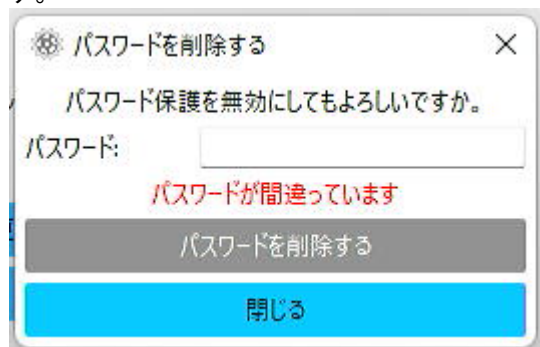 す。
パスワードを削除する
パスワード保護を無効にしてもよろしいですか。
パスワード:
パスワードが間違っています
パスワードを削除する
閉じる